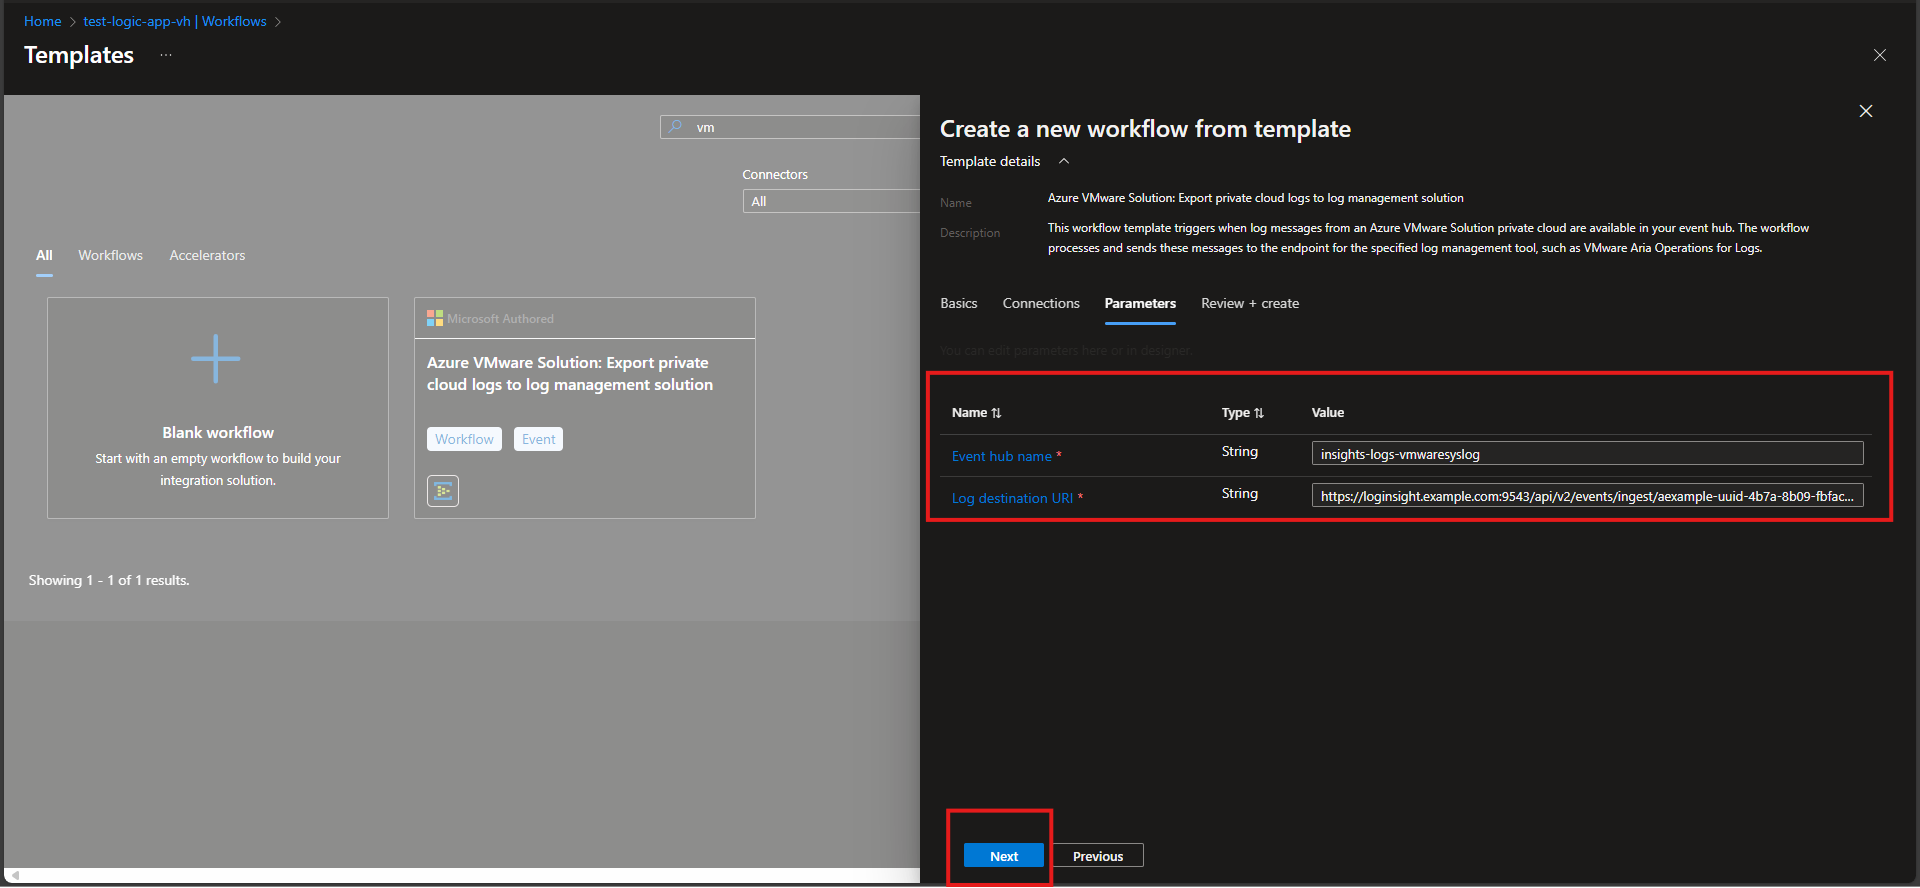 Home > test-logic-app-vh | Workflows >
Templates ...
vm
Connectors
All
All Workflows Accelerators
Blank workflow
Start with an empty workflow to build your
integration solution.
Microsoft Authored
Azure VMware Solution: Export private
cloud logs to log management solution
Workflow Event
Showing 1 - 1 of 1 results.
Create a new workflow from template
Template details
Name Azure VMware Solution: Export private cloud logs to log management solution
Description This workflow template triggers when log messages from an Azure VMware Solution private cloud are available in your event hub. The workflow
processes and sends these messages to the endpoint for the specified log management tool, such as VMware Aria Operations for Logs.
Basics Connections Parameters Review + create
You can edit parameters here or in designer.
Name Type Value
Event hub name * String insights-logs-vmwaresyslog
Log destination URI * String https://loginsight.example.com:9543/api/v2/events/ingest/aexample-uuid-4b7a-8b09-fbfac...
Next Previous